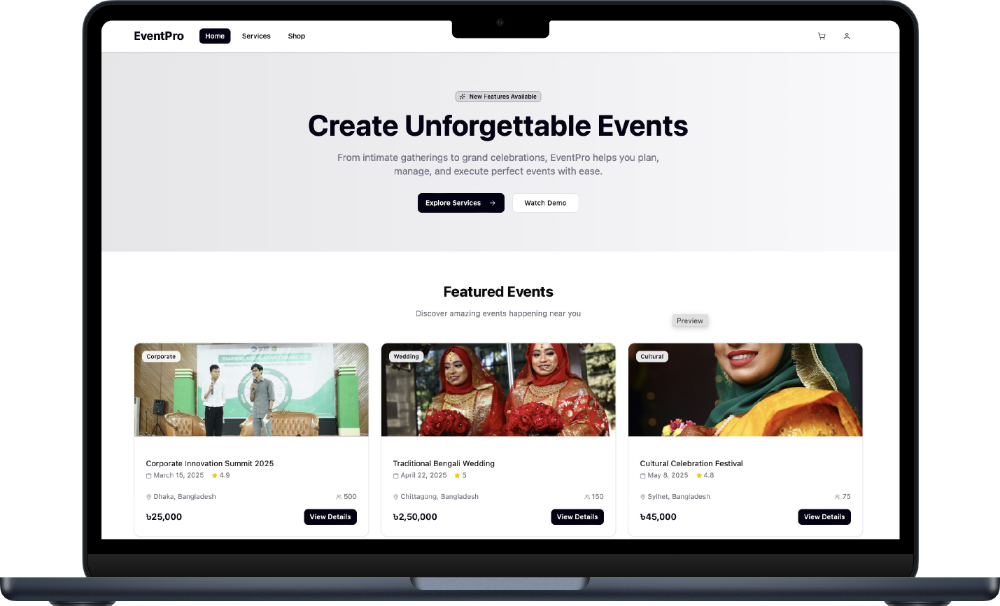 EventPro
Home
Services
Shop
New Features Available
Create Unforgettable Events
From intimate gatherings to grand celebrations, EventPro helps you plan,
manage, and execute perfect events with ease.
Explore Services
Watch Demo
Featured Events
Discover amazing events happening near you
Preview
Corporate
TRAINING AND
CHARACTER
Wedding
Cultural
Corporate Innovation Summit 2025
March 15, 2025 4.9
Dhaka, Bangladesh 500
৳25,000 View Details
Traditional Bengali Wedding
April 22, 2025 5
Chittagong, Bangladesh 150
৳2,50,000 View Details
Cultural Celebration Festival
May 8, 2025 4.8
Sylhet, Bangladesh 75
৳45,000 View Details